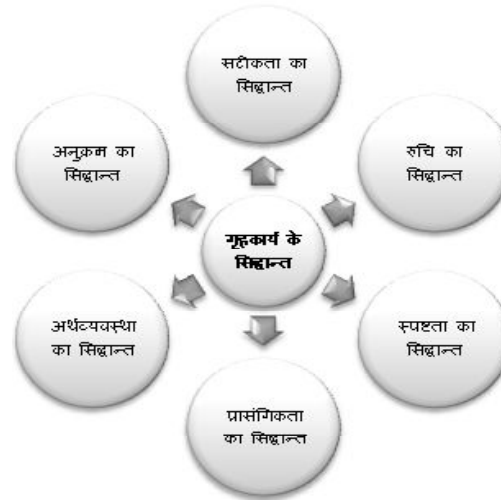 सटीकता का
सिद्धान्त
रुचि का
सिद्धान्त
स्पष्टता का
सिद्धान्त
प्रासंगिकता
का सिद्धान्त
अर्थव्यवस्था
का सिद्धान्त
अनुक्रम का
सिद्धान्त
गृहकार्य के
सिद्धान्त